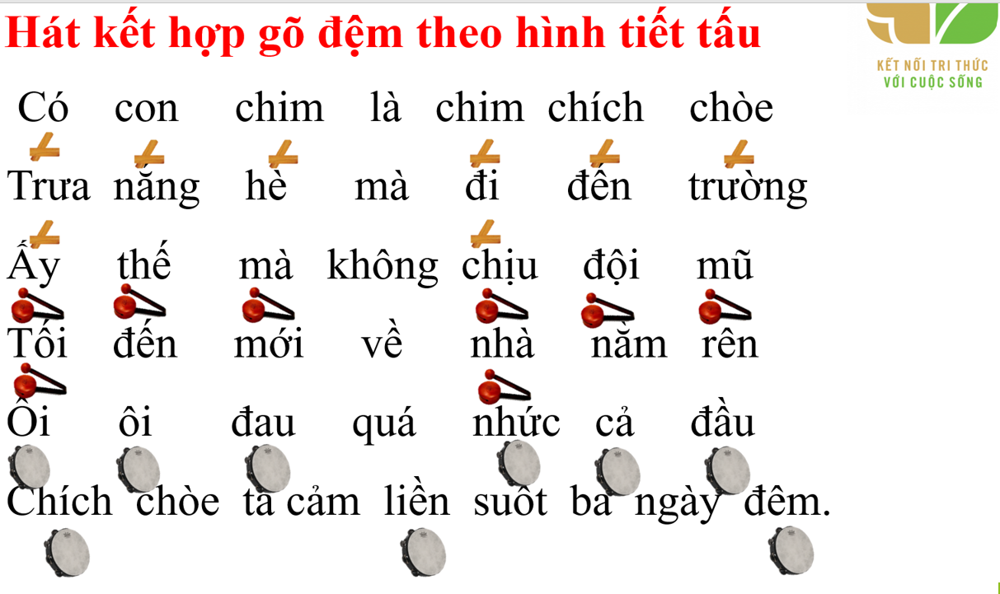 Hát kết hợp gõ đệm theo hình tiết tấu
KẾT NỐI TRI THỨC
VỚI CUỘC SỐNG
Có con chim là chim chích chòe
Trưa nắng hè mà đi đến trường
Ấy thế mà không chịu đội mũ
Tối đến mới về nhà nằm rên
Ôi ôi đau quá nhức cả đầu
Chích chòe ta cảm liền suốt ba ngày đêm.